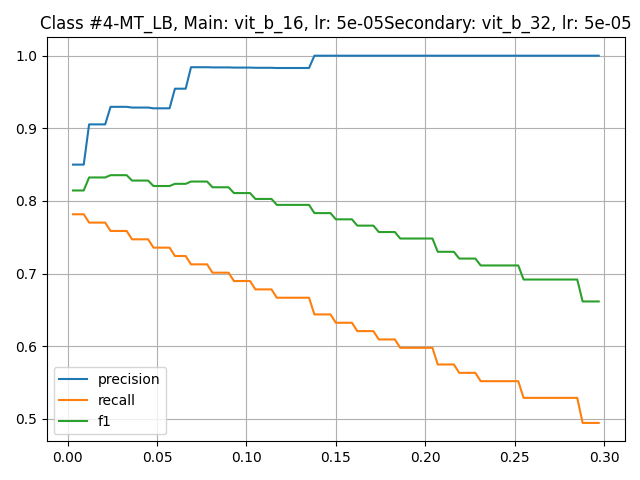 Class #4-MT_LB, Main: vit_b_16, lr: 5e-05Secondary: vit_b_32, lr: 5e-05
1.0
0.9
0.8
0.7
0.6
0.5
precision
recall
f1
0.00 0.05 0.10 0.15 0.20 0.25 0.30